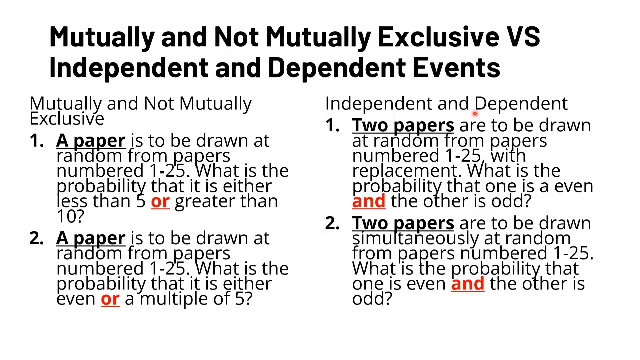 Mutually and Not Mutually Exclusive VS
Independent and Dependent Events
Mutually and Not Mutually
Exclusive
1. A paper is to be drawn at
random from papers
numbered 1-25. What is the
probability that it is either
less than 5 or greater than
10?
2. A paper is to be drawn at
random from papers
numbered 1-25. What is the
probability that it is either
even or a multiple of 5?
Independent and Dependent
1. Two papers are to be drawn
at random from papers
numbered 1-25, with
replacement. What is the
probability that one is a even
and the other is odd?
2. Two papers are to be drawn
simultaneously at random
from papers numbered 1-25.
What is the probability that
one is even and the other is
odd?